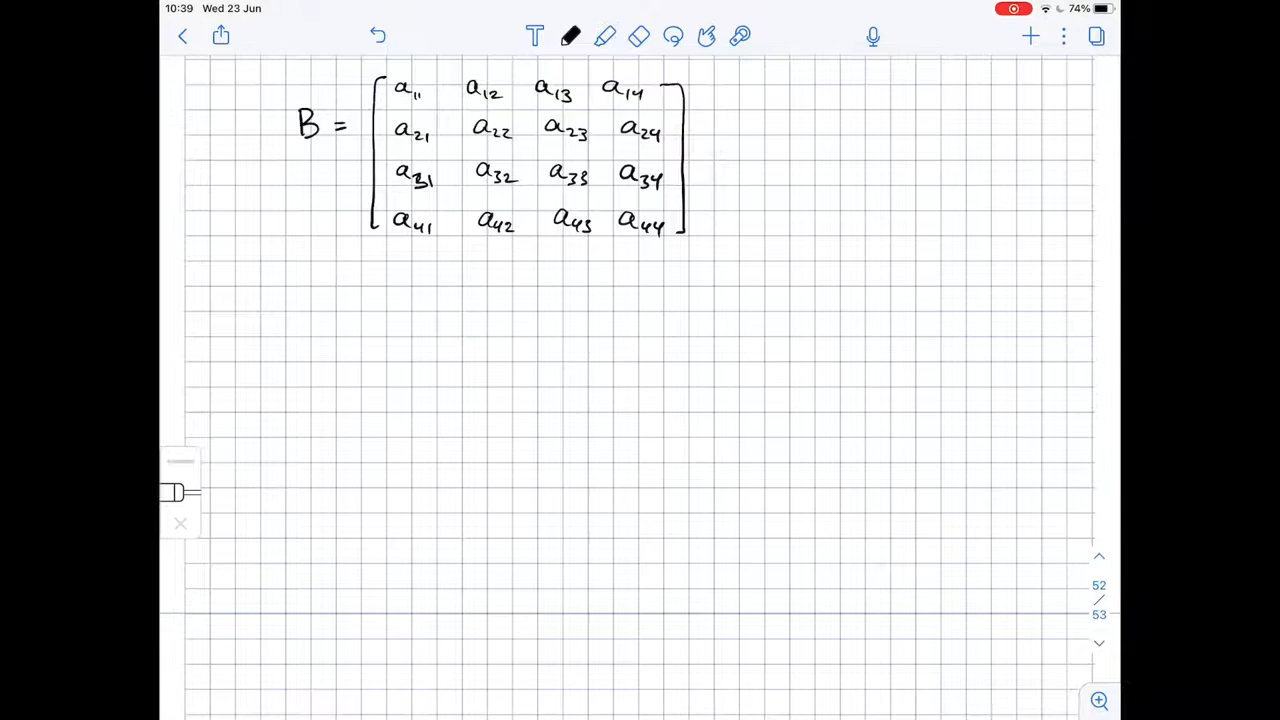 10:39 Wed 23 Jun 74%
a₁₁ a₁₂ a₁₃ a₁₄
B = a₂₁ a₂₂ a₂₃ a₂₄
a₃₁ a₃₂ a₃₃ a₃₄
a₄₁ a₄₂ a₄₃ a₄₄
52
/
53